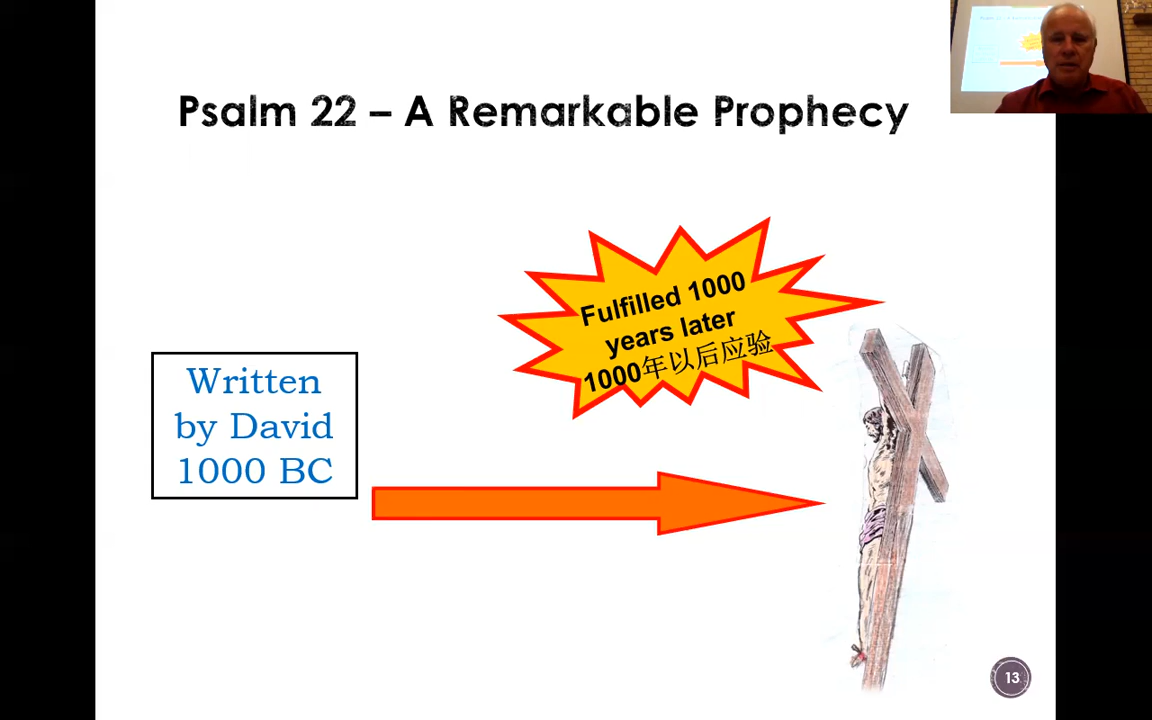 Psalm 22 – A Remarkable Prophecy
Fulfilled 1000
years later
1000年以后应验
Written
by David
1000 BC
13